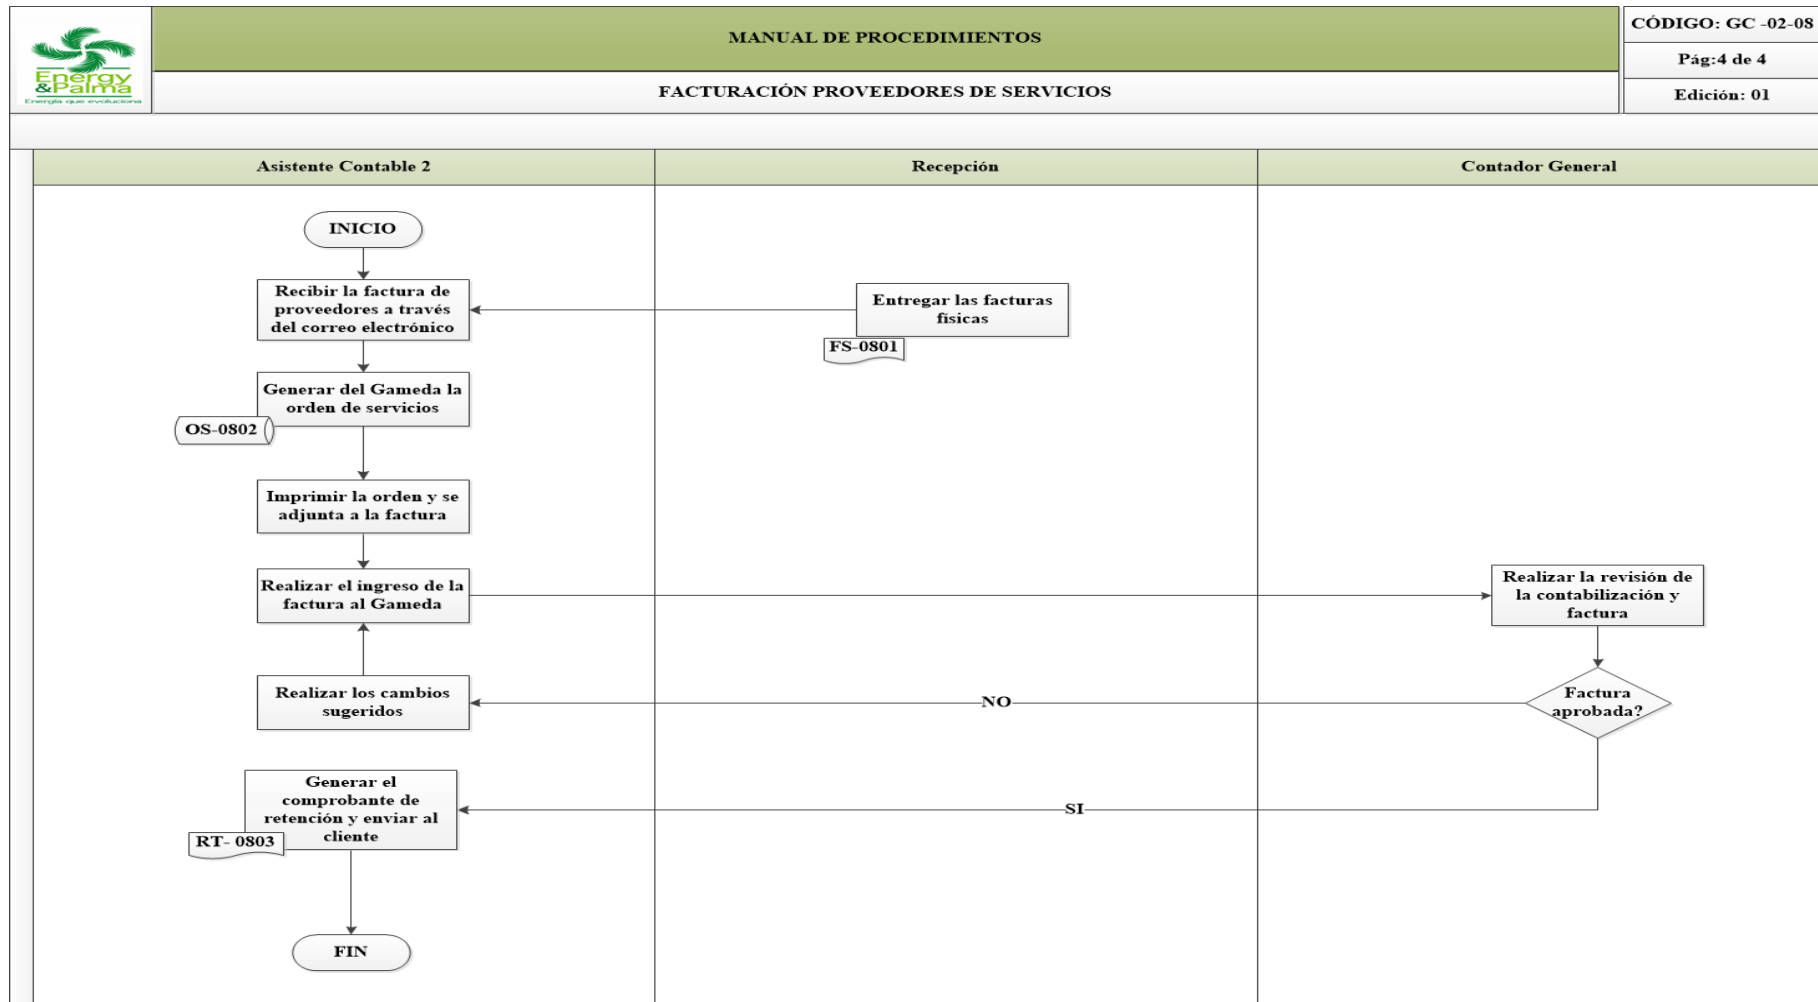 Energy
&Palma
Energía que evoluciona
MANUAL DE PROCEDIMIENTOS
FACTURACIÓN PROVEEDORES DE SERVICIOS
CÓDIGO: GC -02-08
Pág:4 de 4
Edición: 01
Asistente Contable 2
Recepción
Contador General
INICIO
Recibir la factura de
proveedores a través
del correo electrónico
Entregar las facturas
físicas
FS-0801
Generar del Gameda la
orden de servicios
OS-0802
Imprimir la orden y se
adjunta a la factura
Realizar el ingreso de la
factura al Gameda
Realizar la revisión de
la contabilización y
factura
Factura
aprobada?
NO
Realizar los cambios
sugeridos
SI
Generar el
comprobante de
retención y enviar al
cliente
RT- 0803
FIN